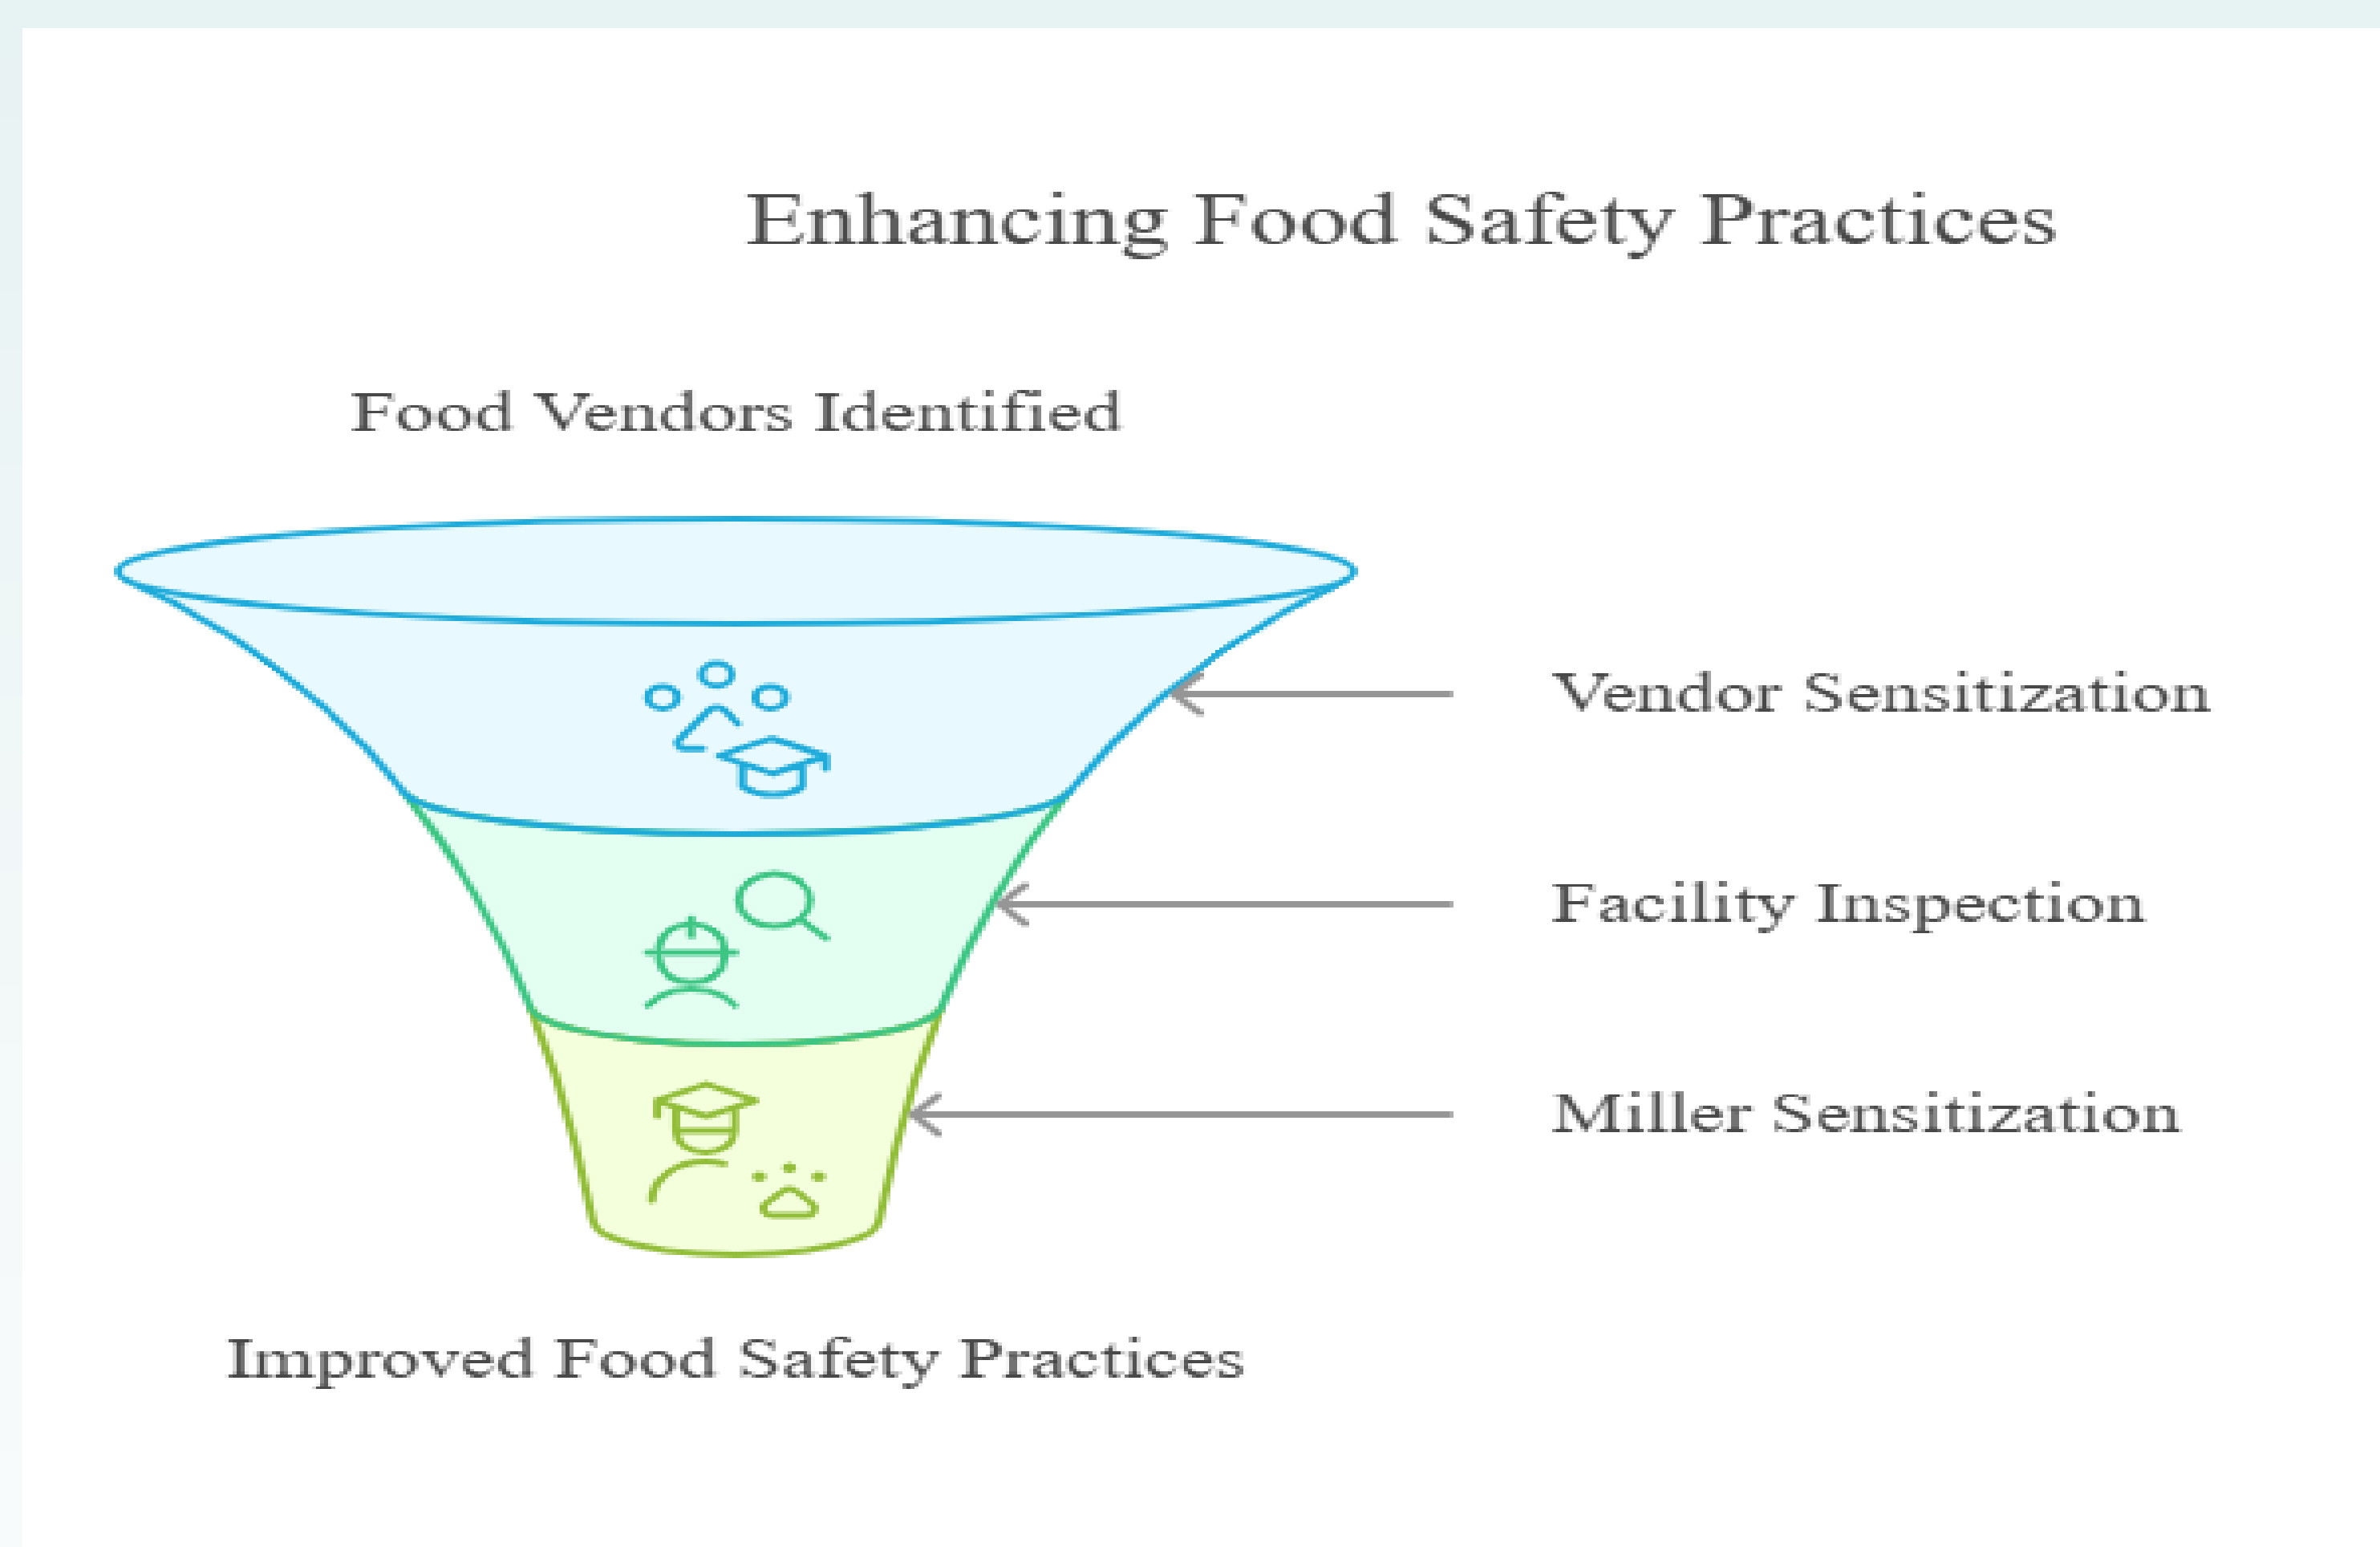 Enhancing Food Safety Practices
Food Vendors Identified
Vendor Sensitization
Facility Inspection
Miller Sensitization
Improved Food Safety Practices